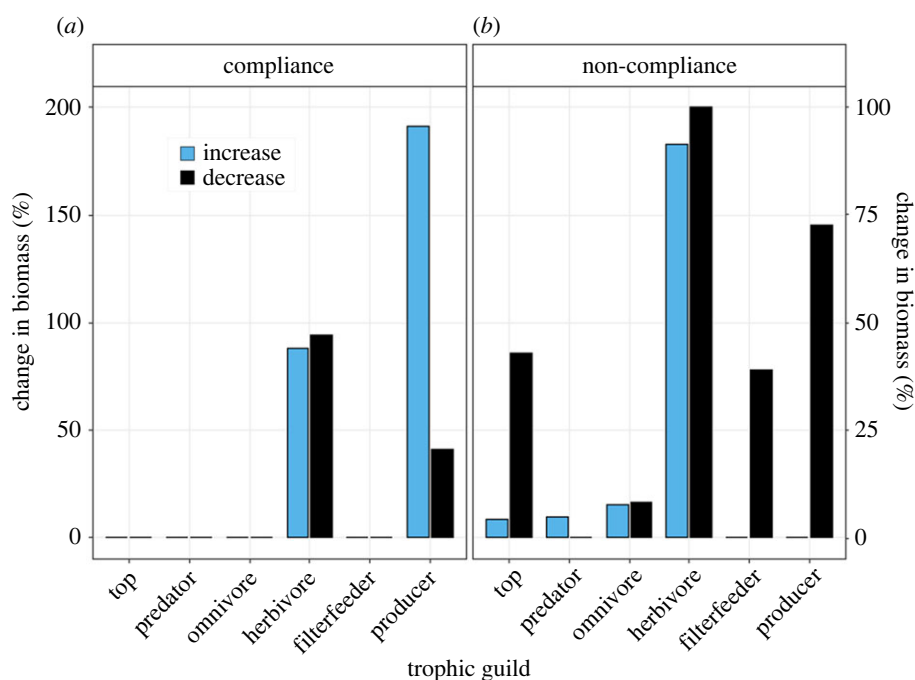 (a)
(b)
compliance
non-compliance
increase
decrease
change in biomass (%)
200
150
100
50
0
100
75
50
25
0
change in biomass (%)
top
predator
omnivore
herbivore
filterfeeder
producer
top
predator
omnivore
herbivore
filterfeeder
producer
trophic guild